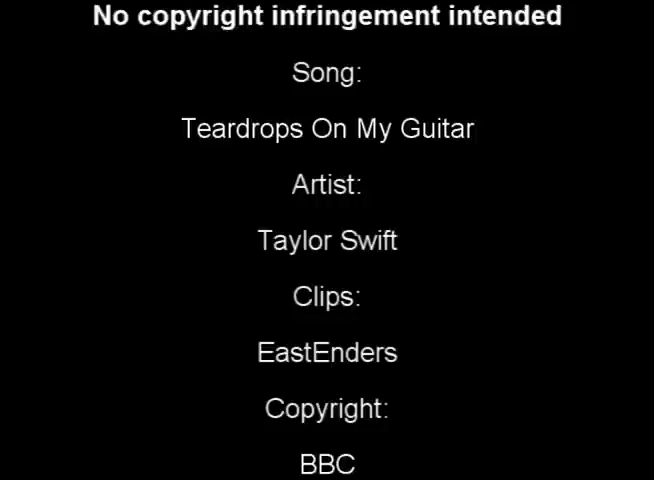 No copyright infringement intended
Song:
Teardrops On My Guitar
Artist:
Taylor Swift
Clips:
EastEnders
Copyright:
BBC